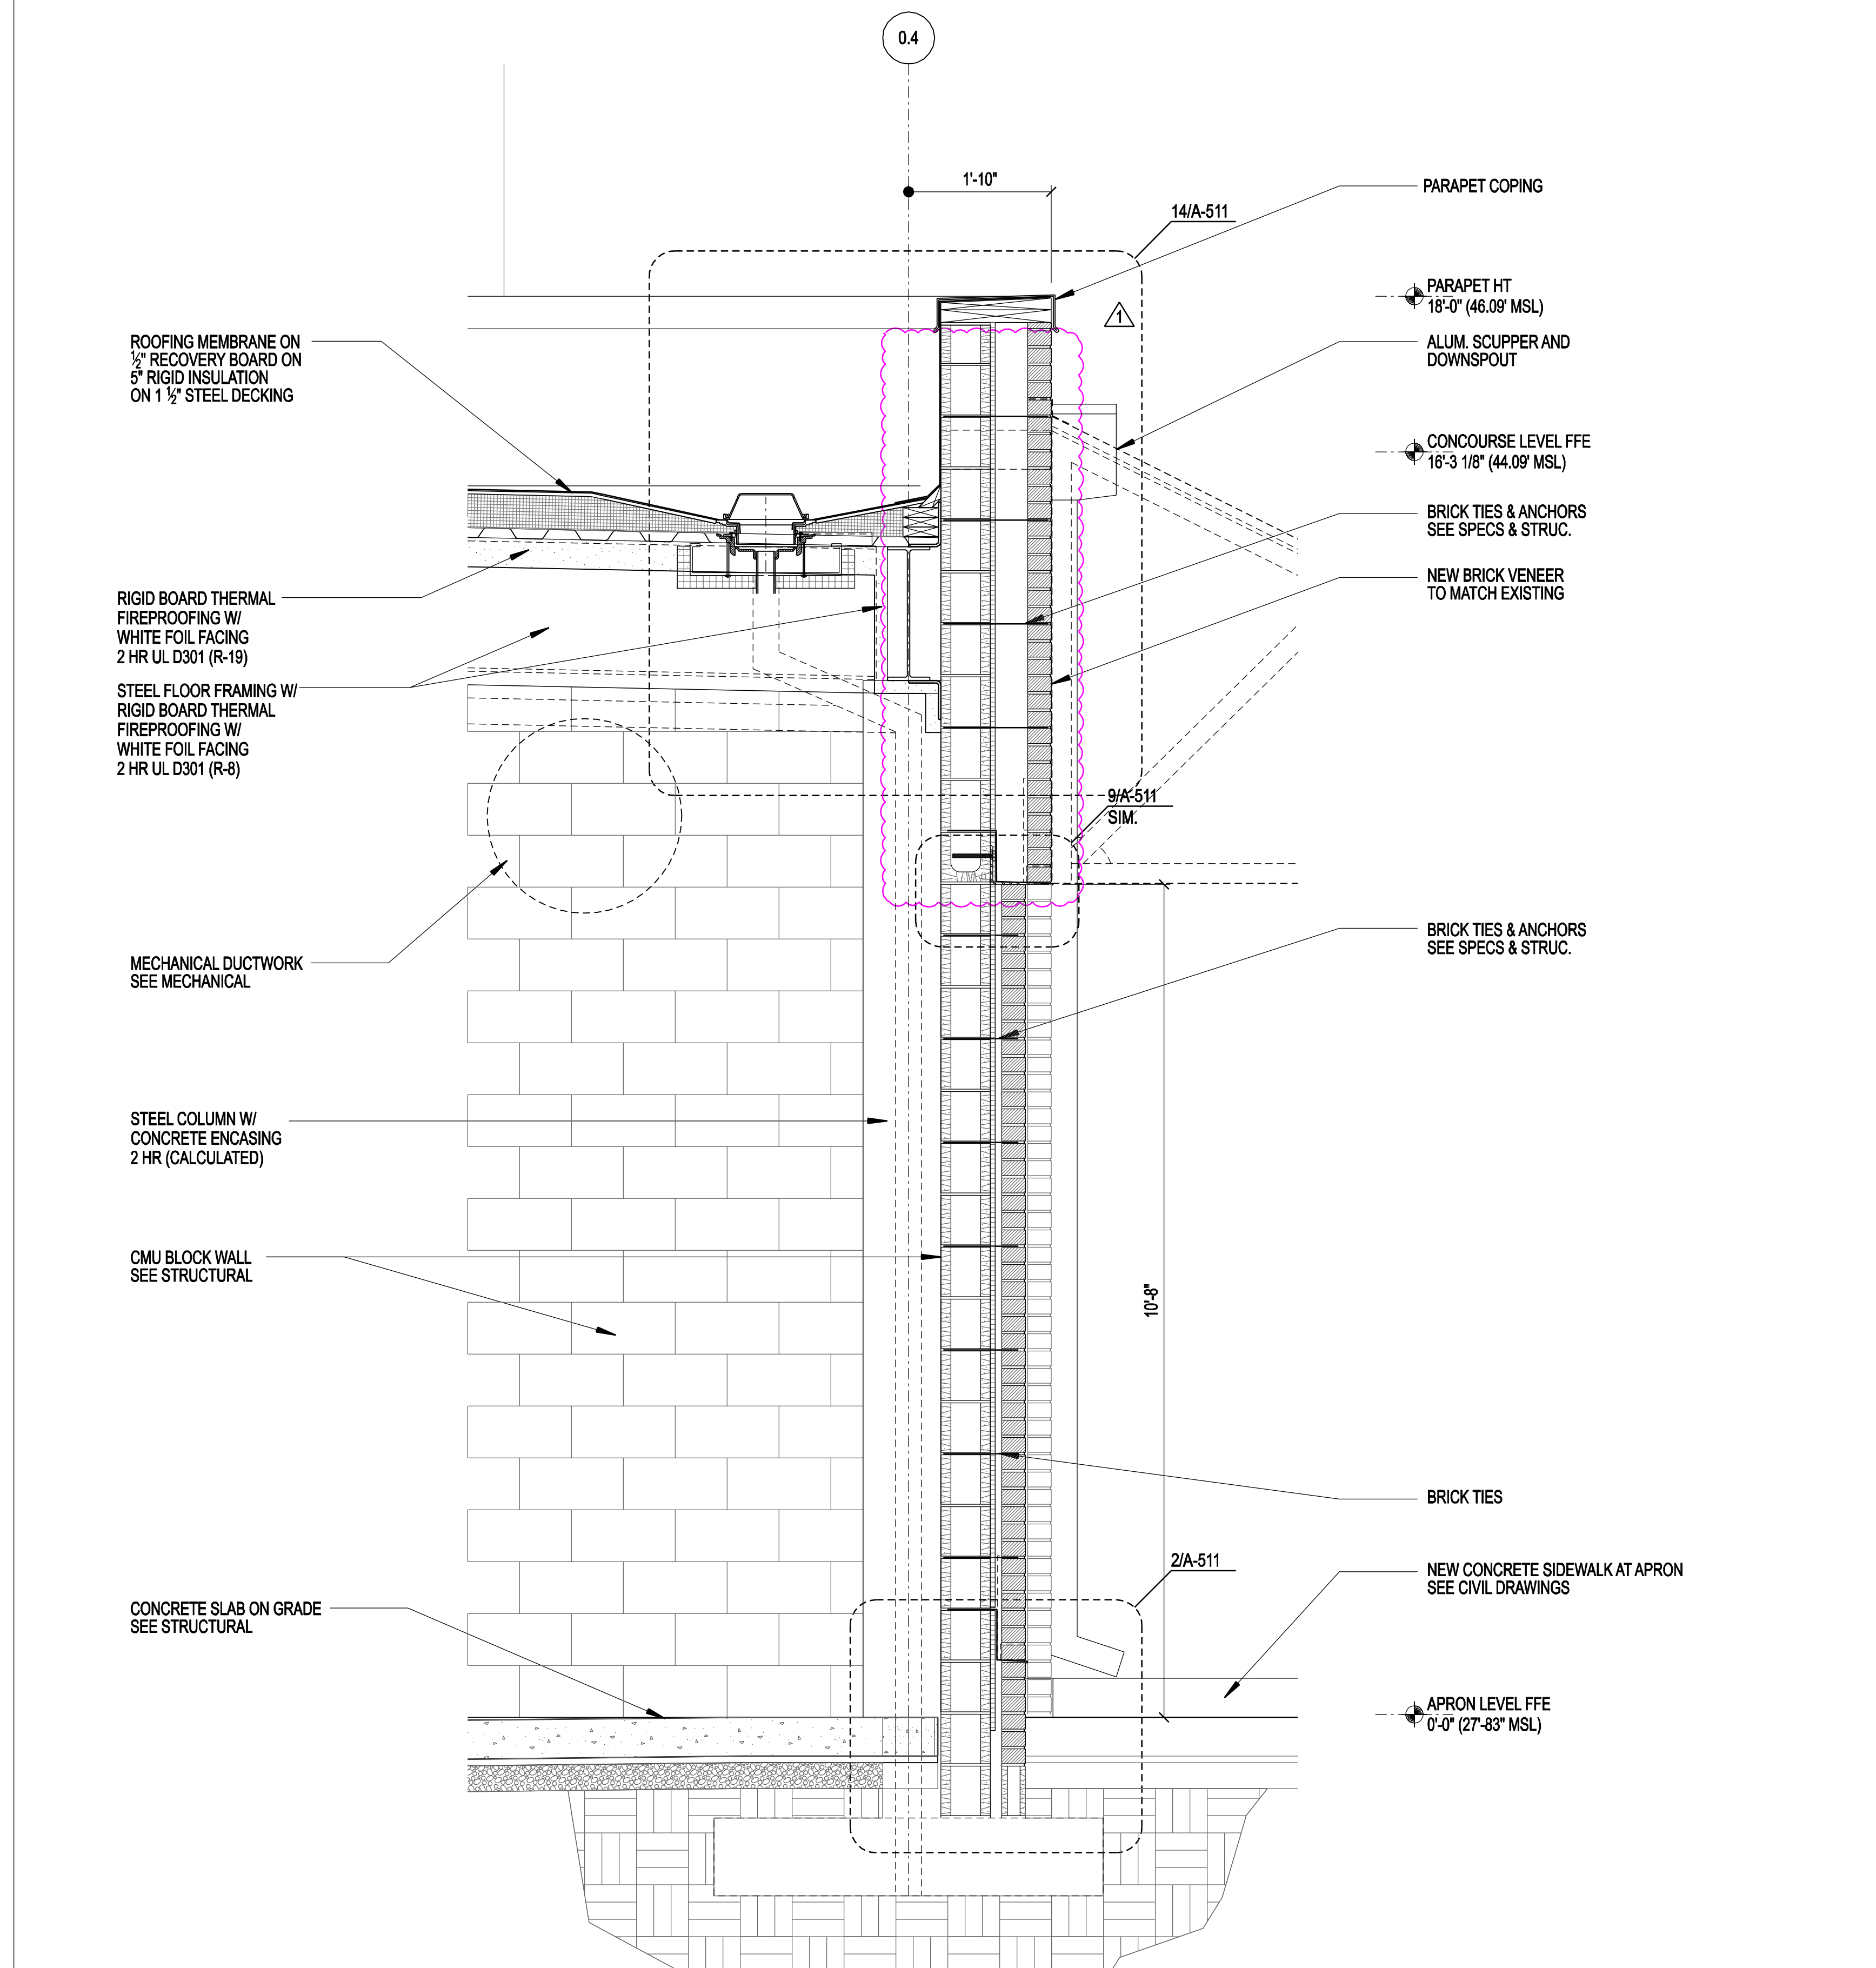 0.4
1'-10"
14/A-511
PARAPET COPING
1
PARAPET HT
18'-0" (46.09' MSL)
ALUM. SCUPPER AND
DOWNSPOUT
CONCOURSE LEVEL FFE
16'-3 1/8" (44.09' MSL)
BRICK TIES & ANCHORS
SEE SPECS & STRUC.
NEW BRICK VENEER
TO MATCH EXISTING
ROOFING MEMBRANE ON
½" RECOVERY BOARD ON
5" RIGID INSULATION
ON 1 ½" STEEL DECKING
RIGID BOARD THERMAL
FIREPROOFING W/
WHITE FOIL FACING
2 HR UL D301 (R-19)
STEEL FLOOR FRAMING W/
RIGID BOARD THERMAL
FIREPROOFING W/
WHITE FOIL FACING
2 HR UL D301 (R-8)
9/A-511
SIM.
MECHANICAL DUCTWORK
SEE MECHANICAL
BRICK TIES & ANCHORS
SEE SPECS & STRUC.
STEEL COLUMN W/
CONCRETE ENCASING
2 HR (CALCULATED)
CMU BLOCK WALL
SEE STRUCTURAL
10'-8"
BRICK TIES
2/A-511
NEW CONCRETE SIDEWALK AT APRON
SEE CIVIL DRAWINGS
CONCRETE SLAB ON GRADE
SEE STRUCTURAL
APRON LEVEL FFE
0'-0" (27'-83" MSL)